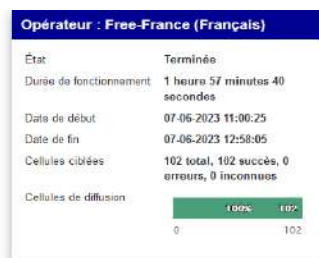 Opérateur : Free-France (Français)
État Terminée
Durée de fonctionnement 1 heure 57 minutes 40
secondes
Date de début 07-06-2023 11:00:25
Date de fin 07-06-2023 12:58:05
Cellules ciblées 102 total, 102 succès, 0
erreurs, 0 inconnues
Cellules de diffusion
100% 102
0 102